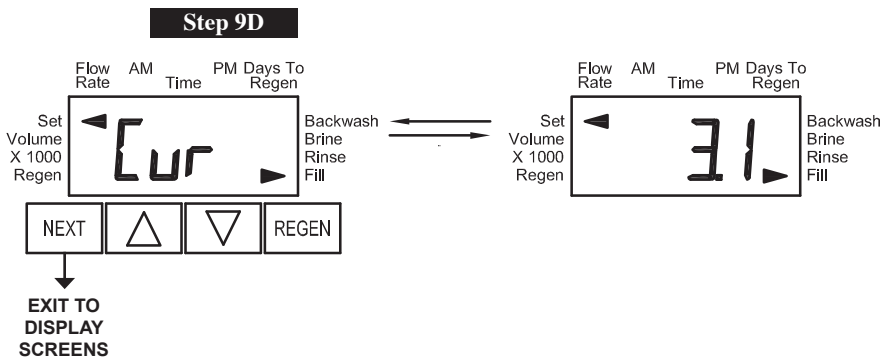 Step 9D
Flow Rate AM Time PM Days To Regen
Set
Volume
X 1000
Regen
Cur
Backwash
Brine
Rinse
Fill
NEXT REGEN
EXIT TO
DISPLAY
SCREENS
Flow Rate AM Time PM Days To Regen
Set
Volume
X 1000
Regen
3.1
Backwash
Brine
Rinse
Fill